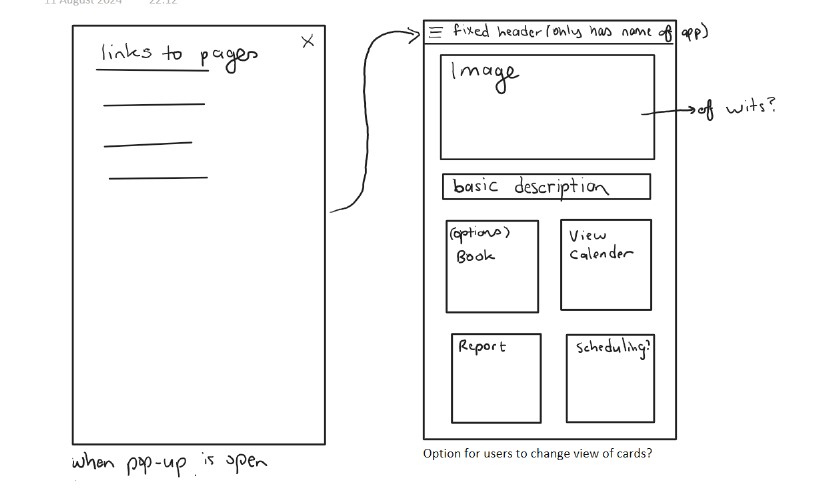 11 August 2024 22:12
links to pages
X
when pop-up is open
fixed header (only has name of app)
Image
of wits?
basic description
(options)
Book
View
Calender
Report
Scheduling?
Option for users to change view of cards?